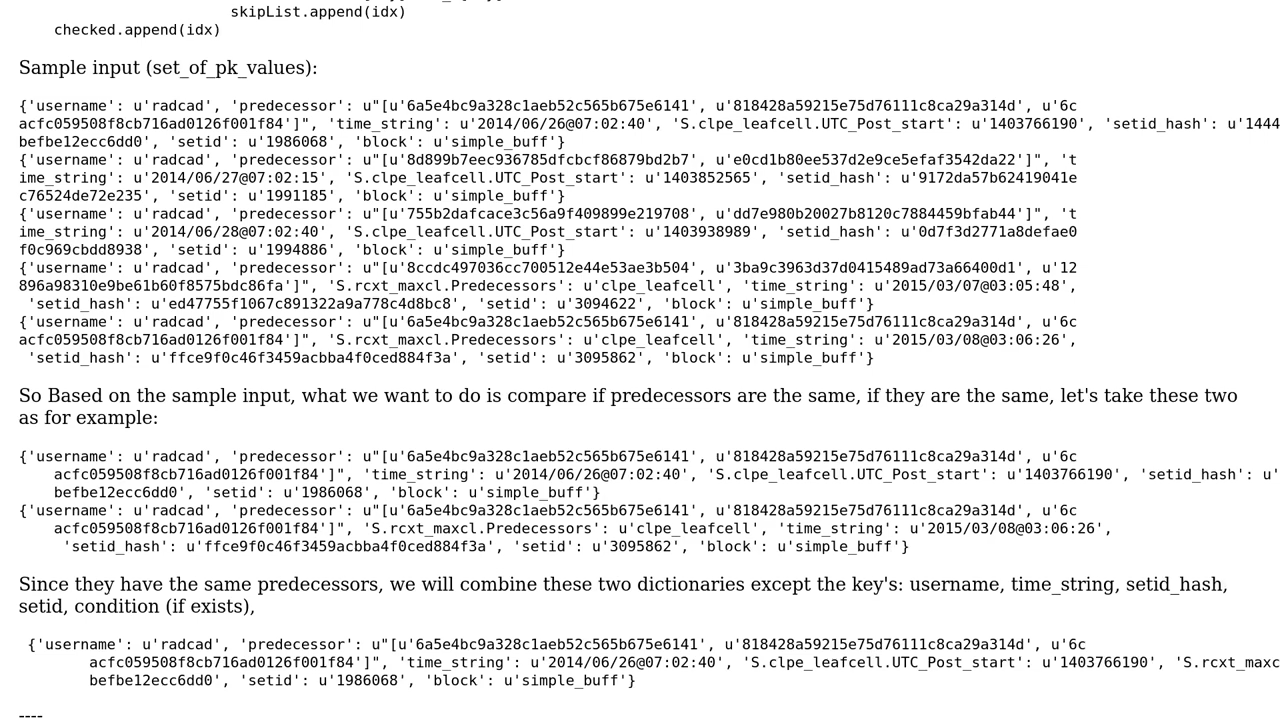 skipList.append(idx)
checked.append(idx)
Sample input (set_of_pk_values):
{'username': u'radcad', 'predecessor': u"[u'6a5e4bc9a328c1aeb52c565b675e6141', u'818428a59215e75d76111c8ca29a314d', u'6c
acfc059508f8cb716ad0126f001f84']", 'time_string': u'2014/06/26@07:02:40', 'S.clpe_leafcell.UTC_Post_start': u'1403766190', 'setid_hash': u'1444
befbe12ecc6dd0', 'setid': u'1986068', 'block': u'simple_buff'}
{'username': u'radcad', 'predecessor': u"[u'8d899b7eec936785dfcbcf86879bd2b7', u'e0cd1b80ee537d2e9ce5efaf3542da22']", 't
ime_string': u'2014/06/27@07:02:15', 'S.clpe_leafcell.UTC_Post_start': u'1403852565', 'setid_hash': u'9172da57b62419041e
c76524de72e235', 'setid': u'1991185', 'block': u'simple_buff'}
{'username': u'radcad', 'predecessor': u"[u'755b2dafcace3c56a9f409899e219708', u'dd7e980b20027b8120c7884459bfab44']", 't
ime_string': u'2014/06/28@07:02:40', 'S.clpe_leafcell.UTC_Post_start': u'1403938989', 'setid_hash': u'0d7f3d2771a8defae0
f0c969cbdd8938', 'setid': u'1994886', 'block': u'simple_buff'}
{'username': u'radcad', 'predecessor': u"[u'8ccdc497036cc700512e44e53ae3b504', u'3ba9c3963d37d0415489ad73a66400d1', u'12
896a98310e9be61b60f8575bdc86fa']", 'S.rcxt_maxcl.Predecessors': u'clpe_leafcell', 'time_string': u'2015/03/07@03:05:48',
'setid_hash': u'ed47755f1067c891322a9a778c4d8bc8', 'setid': u'3094622', 'block': u'simple_buff'}
{'username': u'radcad', 'predecessor': u"[u'6a5e4bc9a328c1aeb52c565b675e6141', u'818428a59215e75d76111c8ca29a314d', u'6c
acfc059508f8cb716ad0126f001f84']", 'S.rcxt_maxcl.Predecessors': u'clpe_leafcell', 'time_string': u'2015/03/08@03:06:26',
'setid_hash': u'ffce9f0c46f3459acbba4f0ced884f3a', 'setid': u'3095862', 'block': u'simple_buff'}
So Based on the sample input, what we want to do is compare if predecessors are the same, if they are the same, let's take these two
as for example:
{'username': u'radcad', 'predecessor': u"[u'6a5e4bc9a328c1aeb52c565b675e6141', u'818428a59215e75d76111c8ca29a314d', u'6c
acfc059508f8cb716ad0126f001f84']", 'time_string': u'2014/06/26@07:02:40', 'S.clpe_leafcell.UTC_Post_start': u'1403766190', 'setid_hash': u'
befbe12ecc6dd0', 'setid': u'1986068', 'block': u'simple_buff'}
{'username': u'radcad', 'predecessor': u"[u'6a5e4bc9a328c1aeb52c565b675e6141', u'818428a59215e75d76111c8ca29a314d', u'6c
acfc059508f8cb716ad0126f001f84']", 'S.rcxt_maxcl.Predecessors': u'clpe_leafcell', 'time_string': u'2015/03/08@03:06:26',
'setid_hash': u'ffce9f0c46f3459acbba4f0ced884f3a', 'setid': u'3095862', 'block': u'simple_buff'}
Since they have the same predecessors, we will combine these two dictionaries except the key's: username, time_string, setid_hash,
setid, condition (if exists),
{'username': u'radcad', 'predecessor': u"[u'6a5e4bc9a328c1aeb52c565b675e6141', u'818428a59215e75d76111c8ca29a314d', u'6c
acfc059508f8cb716ad0126f001f84']", 'time_string': u'2014/06/26@07:02:40', 'S.clpe_leafcell.UTC_Post_start': u'1403766190', 'S.rcxt_maxc
befbe12ecc6dd0', 'setid': u'1986068', 'block': u'simple_buff'}
----